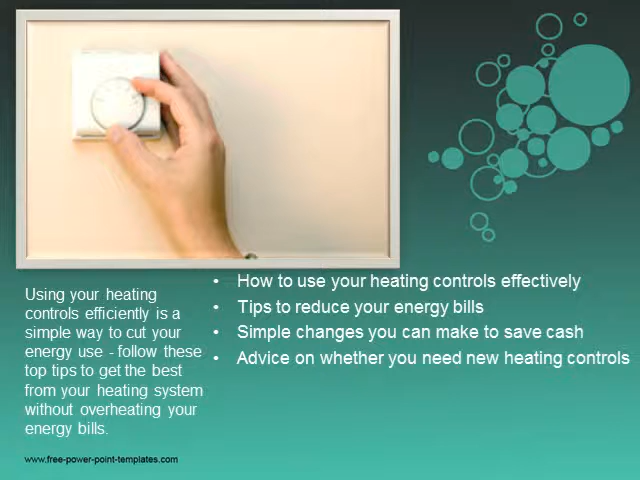 Using your heating
controls efficiently is a
simple way to cut your
energy use - follow these
top tips to get the best
from your heating system
without overheating your
energy bills.
• How to use your heating controls effectively
• Tips to reduce your energy bills
• Simple changes you can make to save cash
• Advice on whether you need new heating controls
www.free-power-point-templates.com